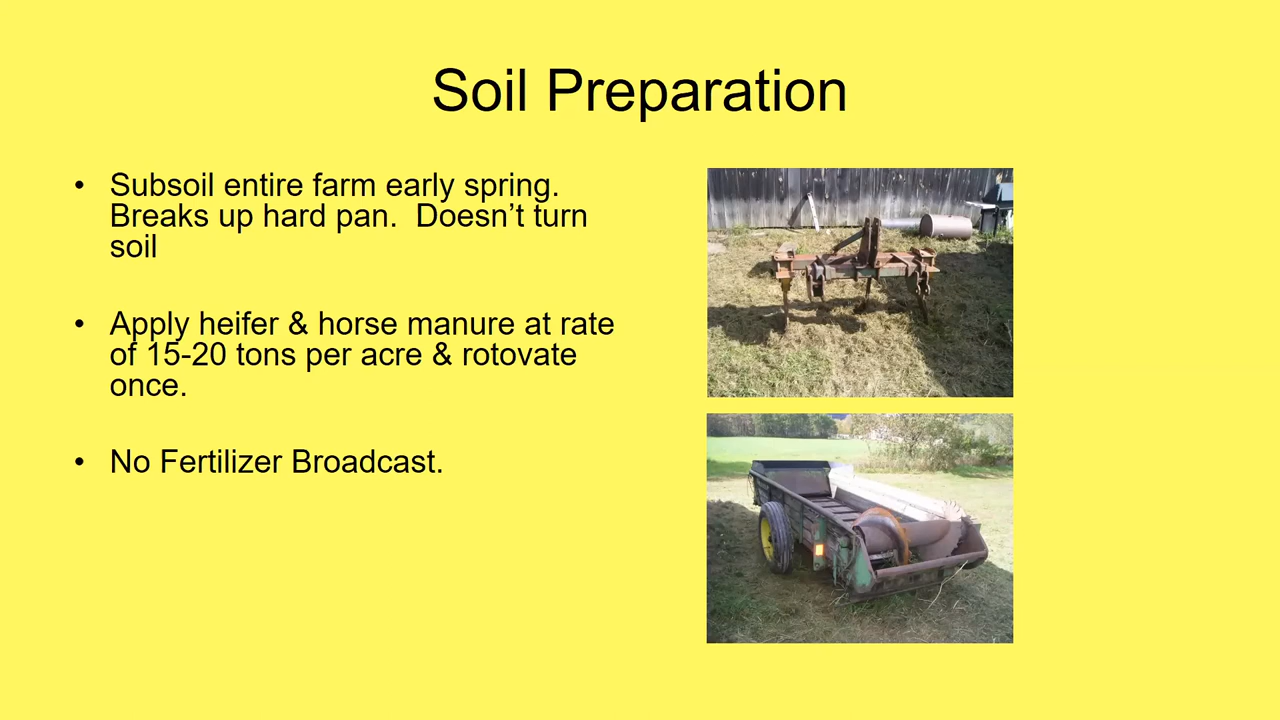 Soil Preparation
• Subsoil entire farm early spring.
Breaks up hard pan.  Doesn’t turn
soil
• Apply heifer & horse manure at rate
of 15-20 tons per acre & rotovate
once.
• No Fertilizer Broadcast.